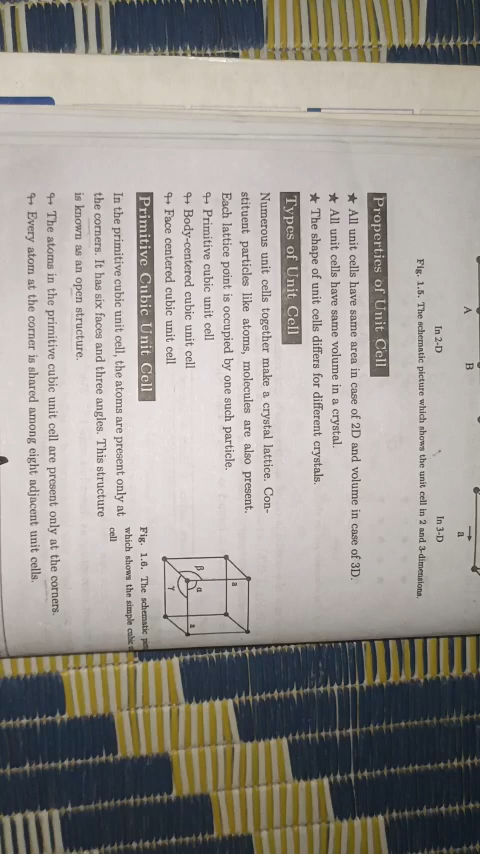 A
B
In 2-D
In 3-D
a
Fig. 1.5. The schematic picture which shows the unit cell in 2 and 3-dimensions.
Properties of Unit Cell
★ All unit cells have same area in case of 2D and volume in case of 3D.
★ All unit cells have same volume in a crystal.
★ The shape of unit cells differs for different crystals.
Types of Unit Cell
Numerous unit cells together make a crystal lattice. Con-
stituent particles like atoms, molecules are also present.
Each lattice point is occupied by one such particle.
Primitive cubic unit cell
Body-centered cubic unit cell
Face centered cubic unit cell
Primitive Cubic Unit Cell
In the primitive cubic unit cell, the atoms are present only at
the corners. It has six faces and three angles. This structure
is known as an open structure.
The atoms in the primitive cubic unit cell are present only at the corners.
Every atom at the corner is shared among eight adjacent unit cells.
a
β
α
γ
a
Fig. 1.6. The schematic
which shows the simple cubic
cell